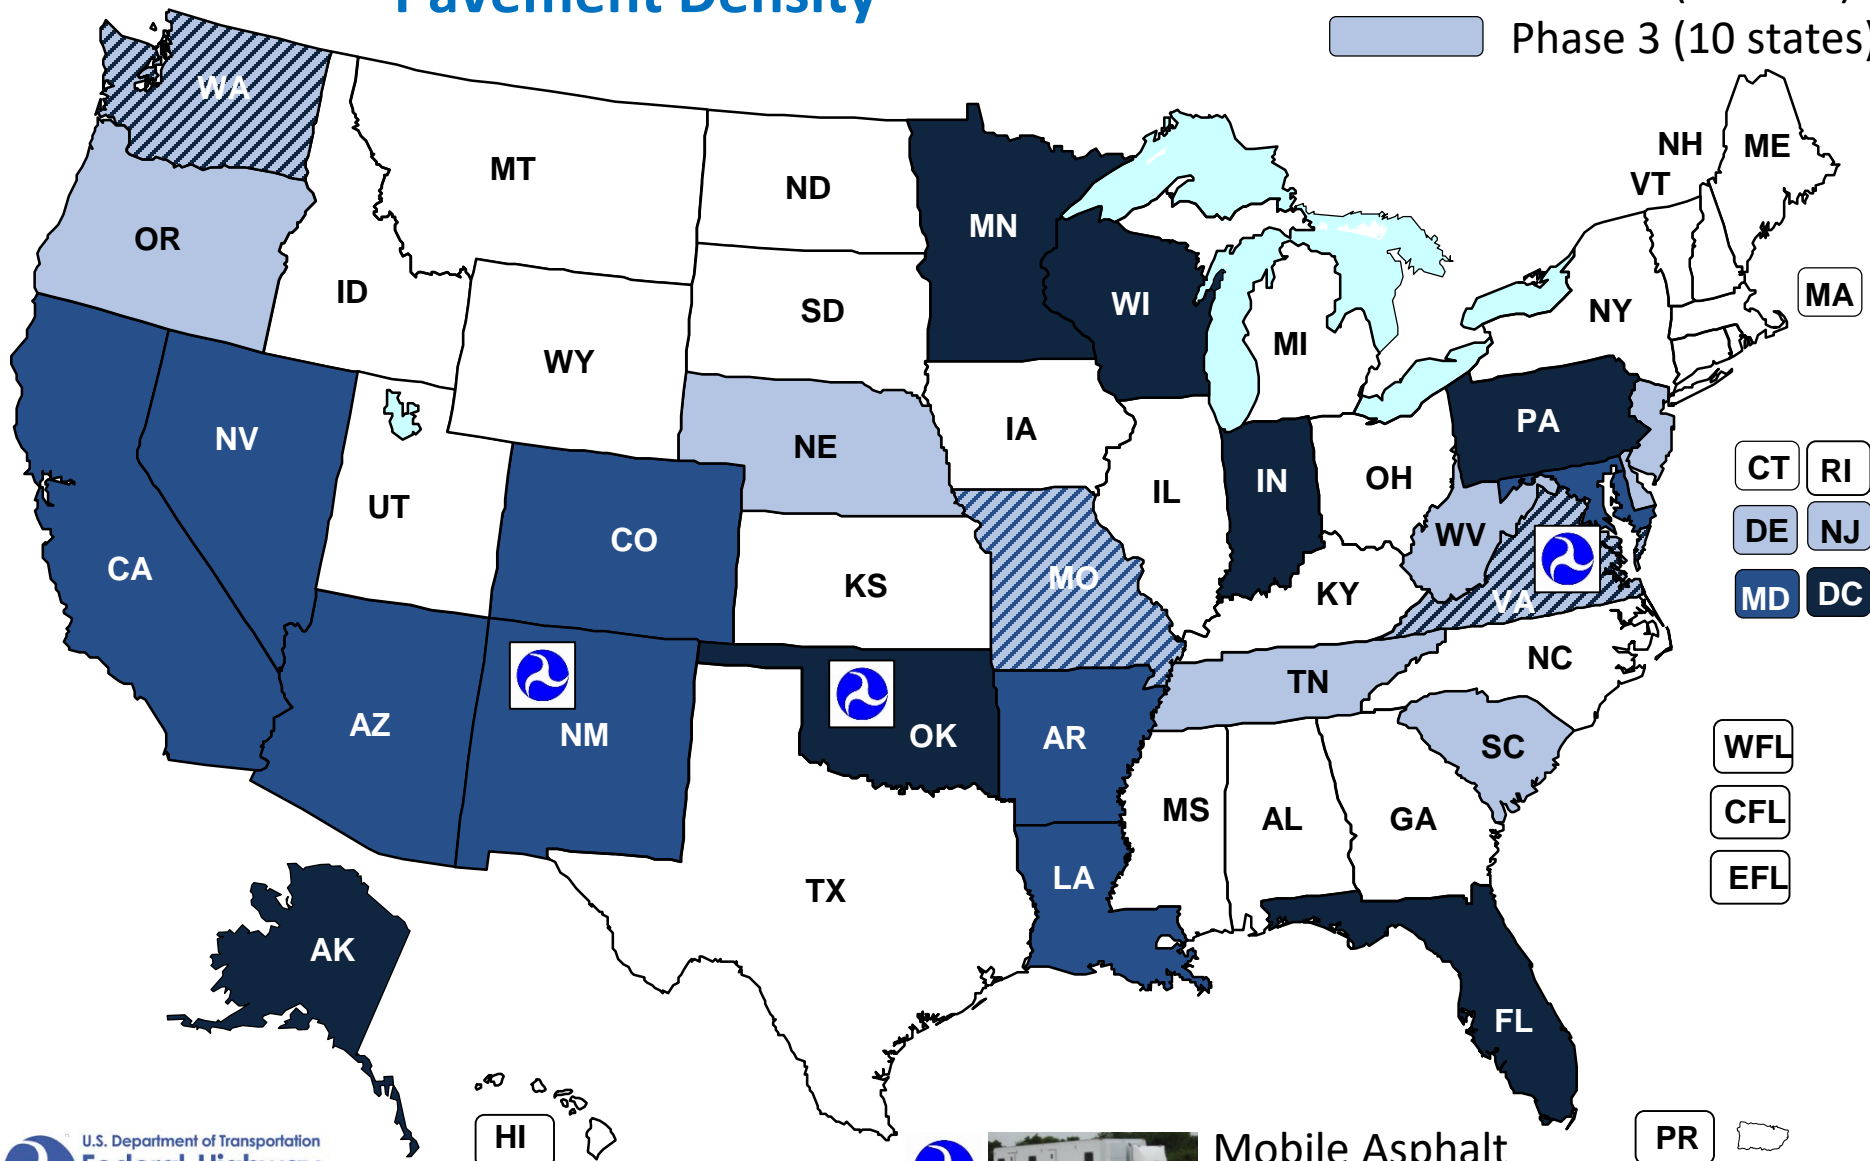 Pavement Density
Phase 3 (10 states)
WA
MT
ND
MN
NH
ME
VT
OR
ID
SD
WI
MI
NY
MA
WY
NV
NE
IA
PA
UT
CO
IL
IN
OH
CT
RI
WV
DE
NJ
CA
KS
MO
KY
VA
MD
DC
AZ
NM
OK
AR
TN
NC
SC
WFL
MS
AL
GA
CFL
TX
LA
EFL
AK
FL
HI
PR
U.S. Department of Transportation
Federal Highway
Mobile Asphalt